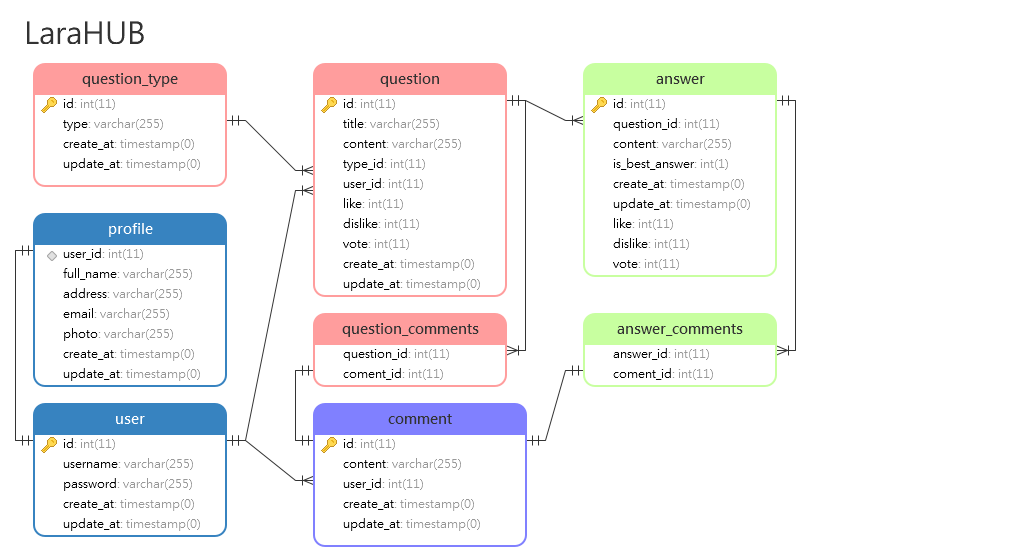 LaraHUB
question_type
id: int(11)
type: varchar(255)
create_at: timestamp(0)
update_at: timestamp(0)
profile
user_id: int(11)
full_name: varchar(255)
address: varchar(255)
email: varchar(255)
photo: varchar(255)
create_at: timestamp(0)
update_at: timestamp(0)
user
id: int(11)
username: varchar(255)
password: varchar(255)
create_at: timestamp(0)
update_at: timestamp(0)
question
id: int(11)
title: varchar(255)
content: varchar(255)
type_id: int(11)
user_id: int(11)
like: int(11)
dislike: int(11)
vote: int(11)
create_at: timestamp(0)
update_at: timestamp(0)
question_comments
question_id: int(11)
coment_id: int(11)
comment
id: int(11)
content: varchar(255)
user_id: int(11)
create_at: timestamp(0)
update_at: timestamp(0)
answer
id: int(11)
question_id: int(11)
content: varchar(255)
is_best_answer: int(1)
create_at: timestamp(0)
update_at: timestamp(0)
like: int(11)
dislike: int(11)
vote: int(11)
answer_comments
answer_id: int(11)
coment_id: int(11)